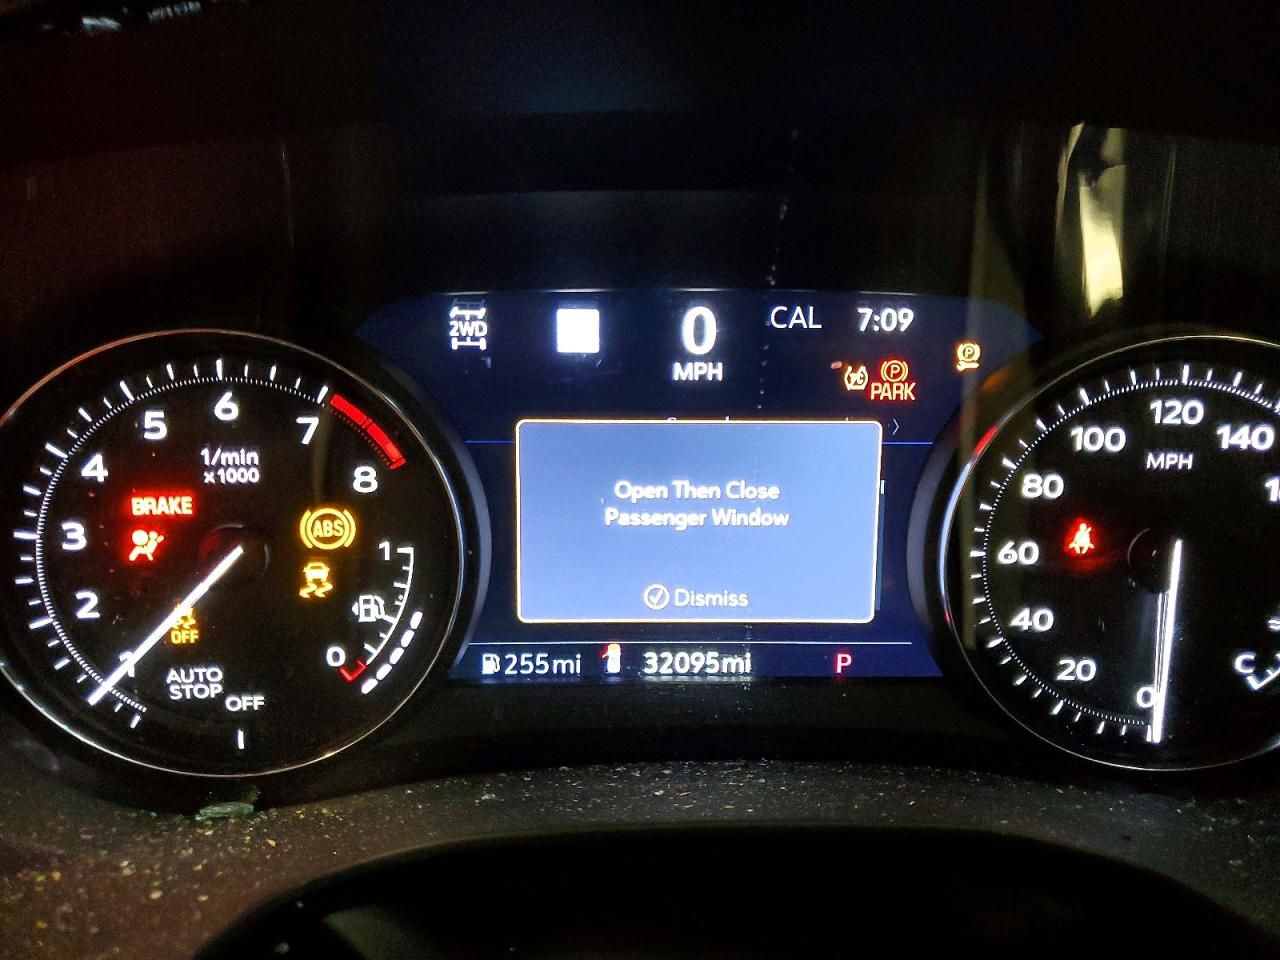 2WD
0
MPH
CAL
7:09
TC
P
PARK
P
Open Then Close
Passenger Window
Dismiss
255mi
32095mi
P
1/min
x1000
1
2
3
4
5
6
7
8
BRAKE
ABS
OFF
AUTO
STOP
OFF
1
0
MPH
0
20
40
60
80
100
120
140
C